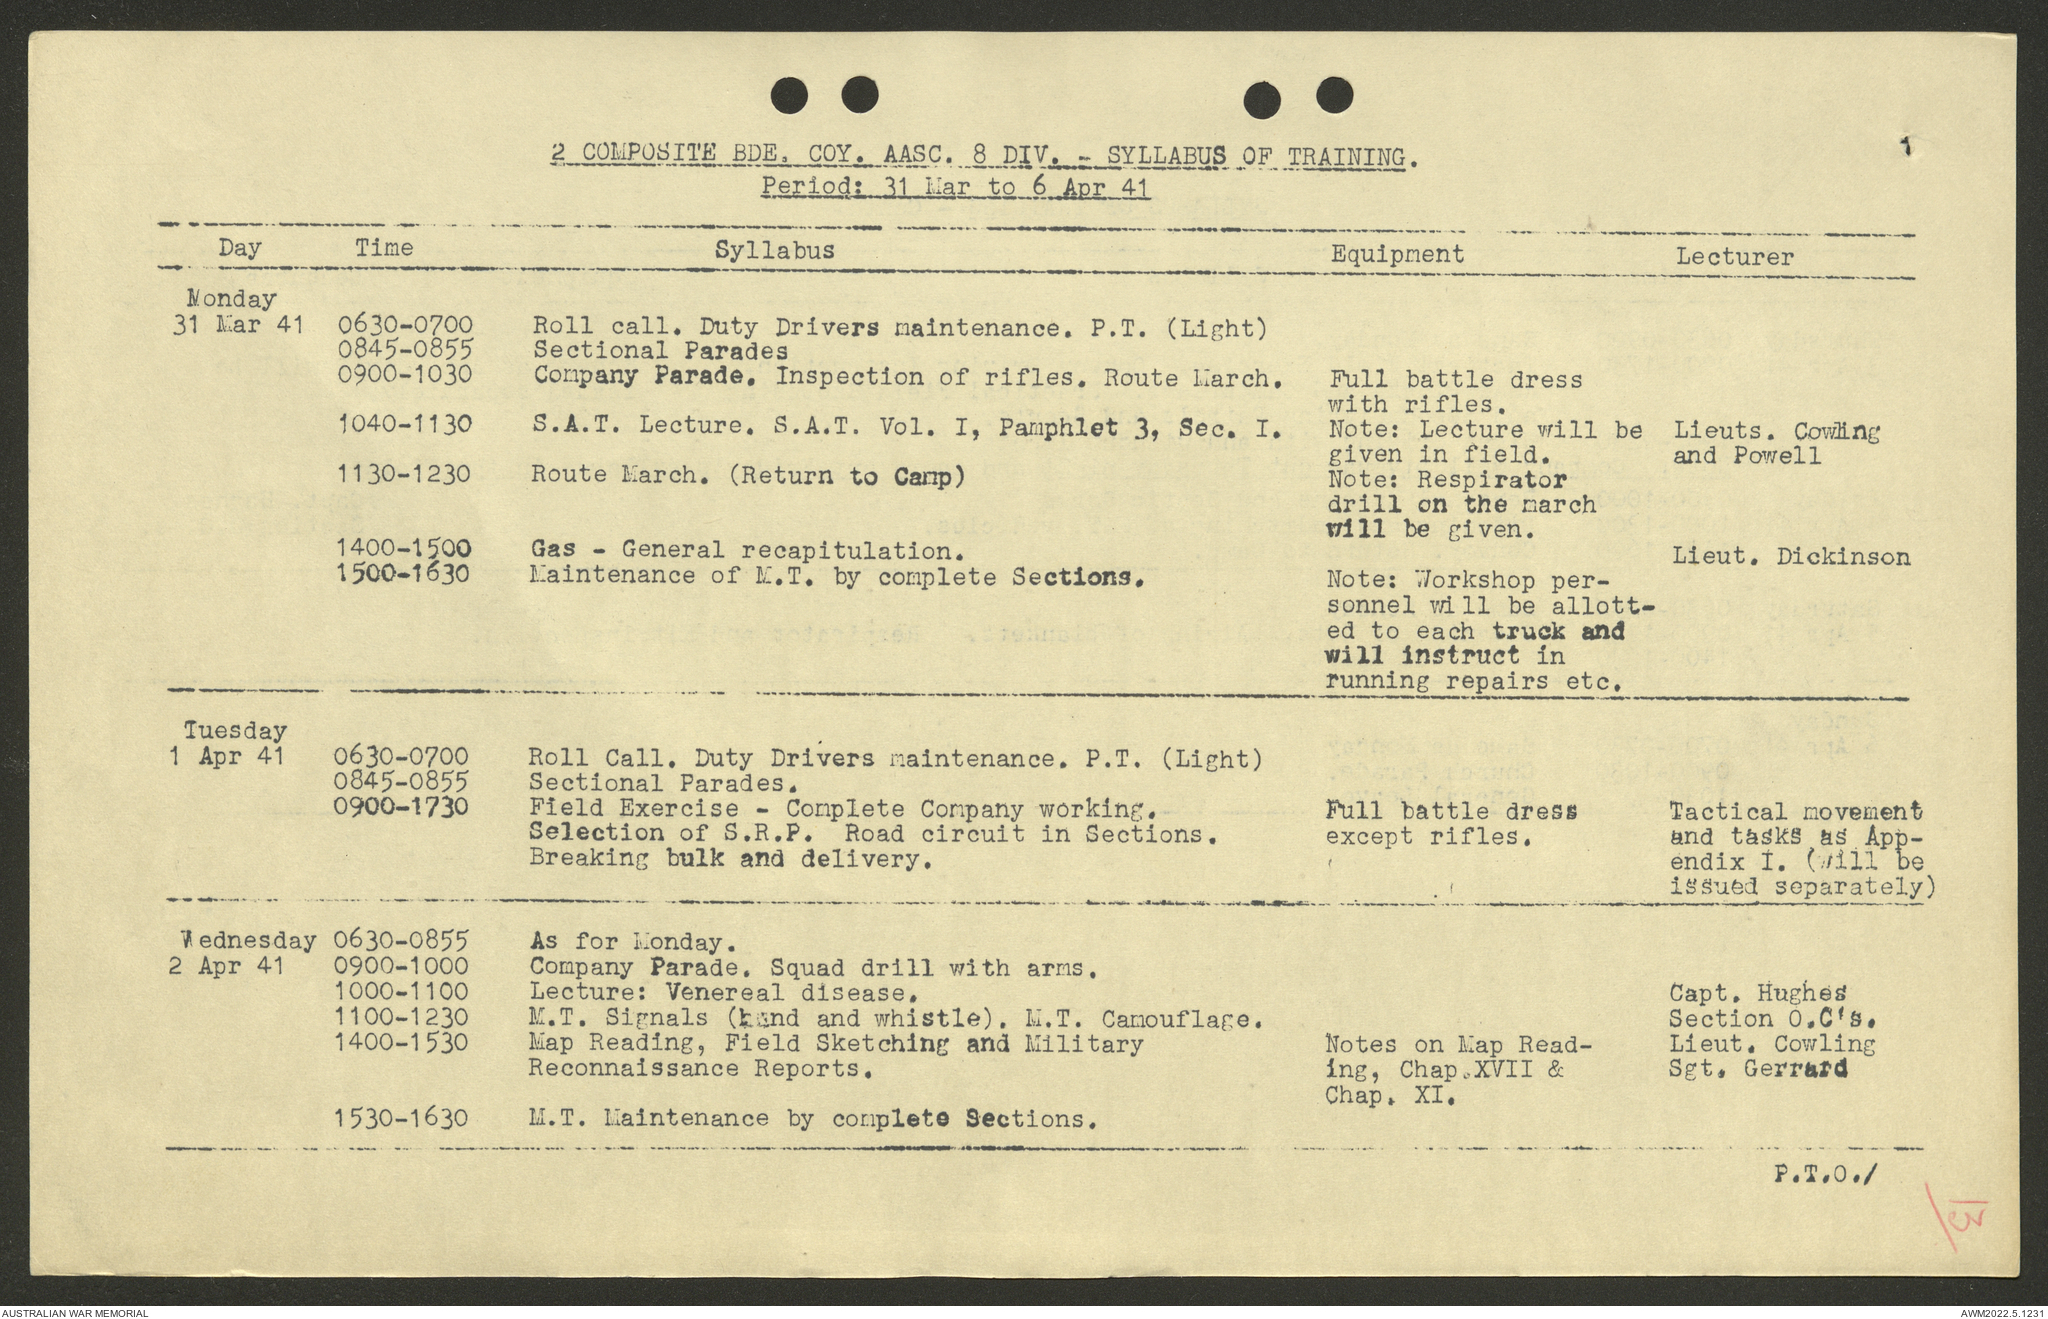 1
2 COMPOSITE BDE. COY. AASC. 8 DIV. - SYLLABUS OF TRAINING.
Period: 31 Mar to 6 Apr 41
Day Time Syllabus Equipment Lecturer
Monday
31 Mar 41 0630-0700 Roll call. Duty Drivers maintenance. P.T. (Light)
0845-0855 Sectional Parades
0900-1030 Company Parade. Inspection of rifles. Route March. Full battle dress
with rifles.
1040-1130 S.A.T. Lecture. S.A.T. Vol. I, Pamphlet 3, Sec. I. Note: Lecture will be Lieuts. Cowling
given in field. and Powell
1130-1230 Route March. (Return to Camp) Note: Respirator
drill on the march
will be given.
1400-1500 Gas - General recapitulation. Lieut. Dickinson
1500-1630 Maintenance of M.T. by complete Sections. Note: Workshop per-
sonnel will be allott-
ed to each truck and
will instruct in
running repairs etc.
Tuesday
1 Apr 41 0630-0700 Roll Call. Duty Drivers maintenance. P.T. (Light)
0845-0855 Sectional Parades.
0900-1730 Field Exercise - Complete Company working. Full battle dress Tactical movement
Selection of S.R.P. Road circuit in Sections. except rifles. and tasks as App-
Breaking bulk and delivery. endix I. (will be
issued separately)
Wednesday 0630-0855 As for Monday.
2 Apr 41 0900-1000 Company Parade. Squad drill with arms.
1000-1100 Lecture: Venereal disease. Capt. Hughes
1100-1230 M.T. Signals (hand and whistle). M.T. Camouflage. Section O.C's.
1400-1530 Map Reading, Field Sketching and Military Notes on Map Read- Lieut. Cowling
Reconnaissance Reports. ing, Chap.XVII & Sgt. Gerrard
Chap. XI.
1530-1630 M.T. Maintenance by complete Sections.
P.T.O./
AUSTRALIAN WAR MEMORIAL AWM2022.5.1231